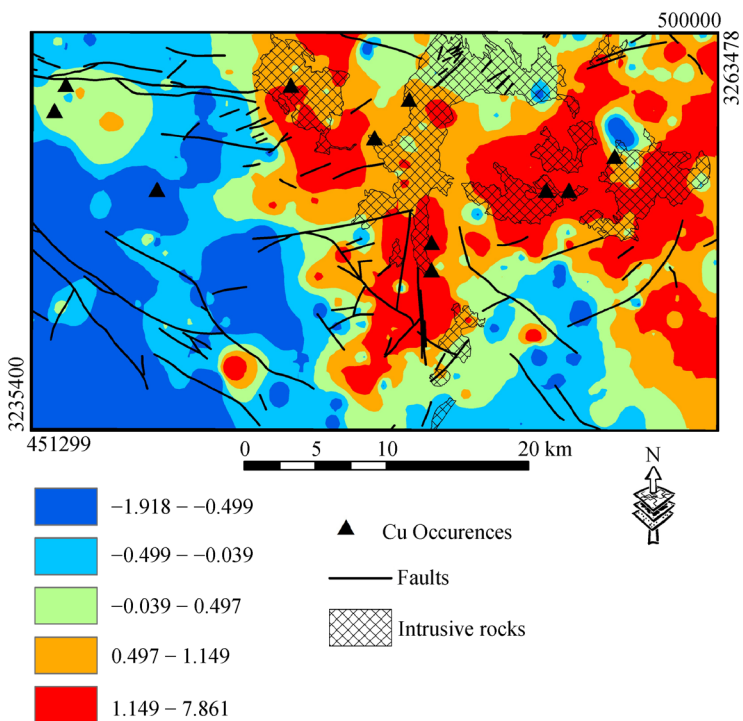 500000
3263478
3235400
451299
0 5 10 20 km
N
−1.918 − −0.499
−0.499 − −0.039
−0.039 − 0.497
0.497 − 1.149
1.149 − 7.861
Cu Occurences
Faults
Intrusive rocks